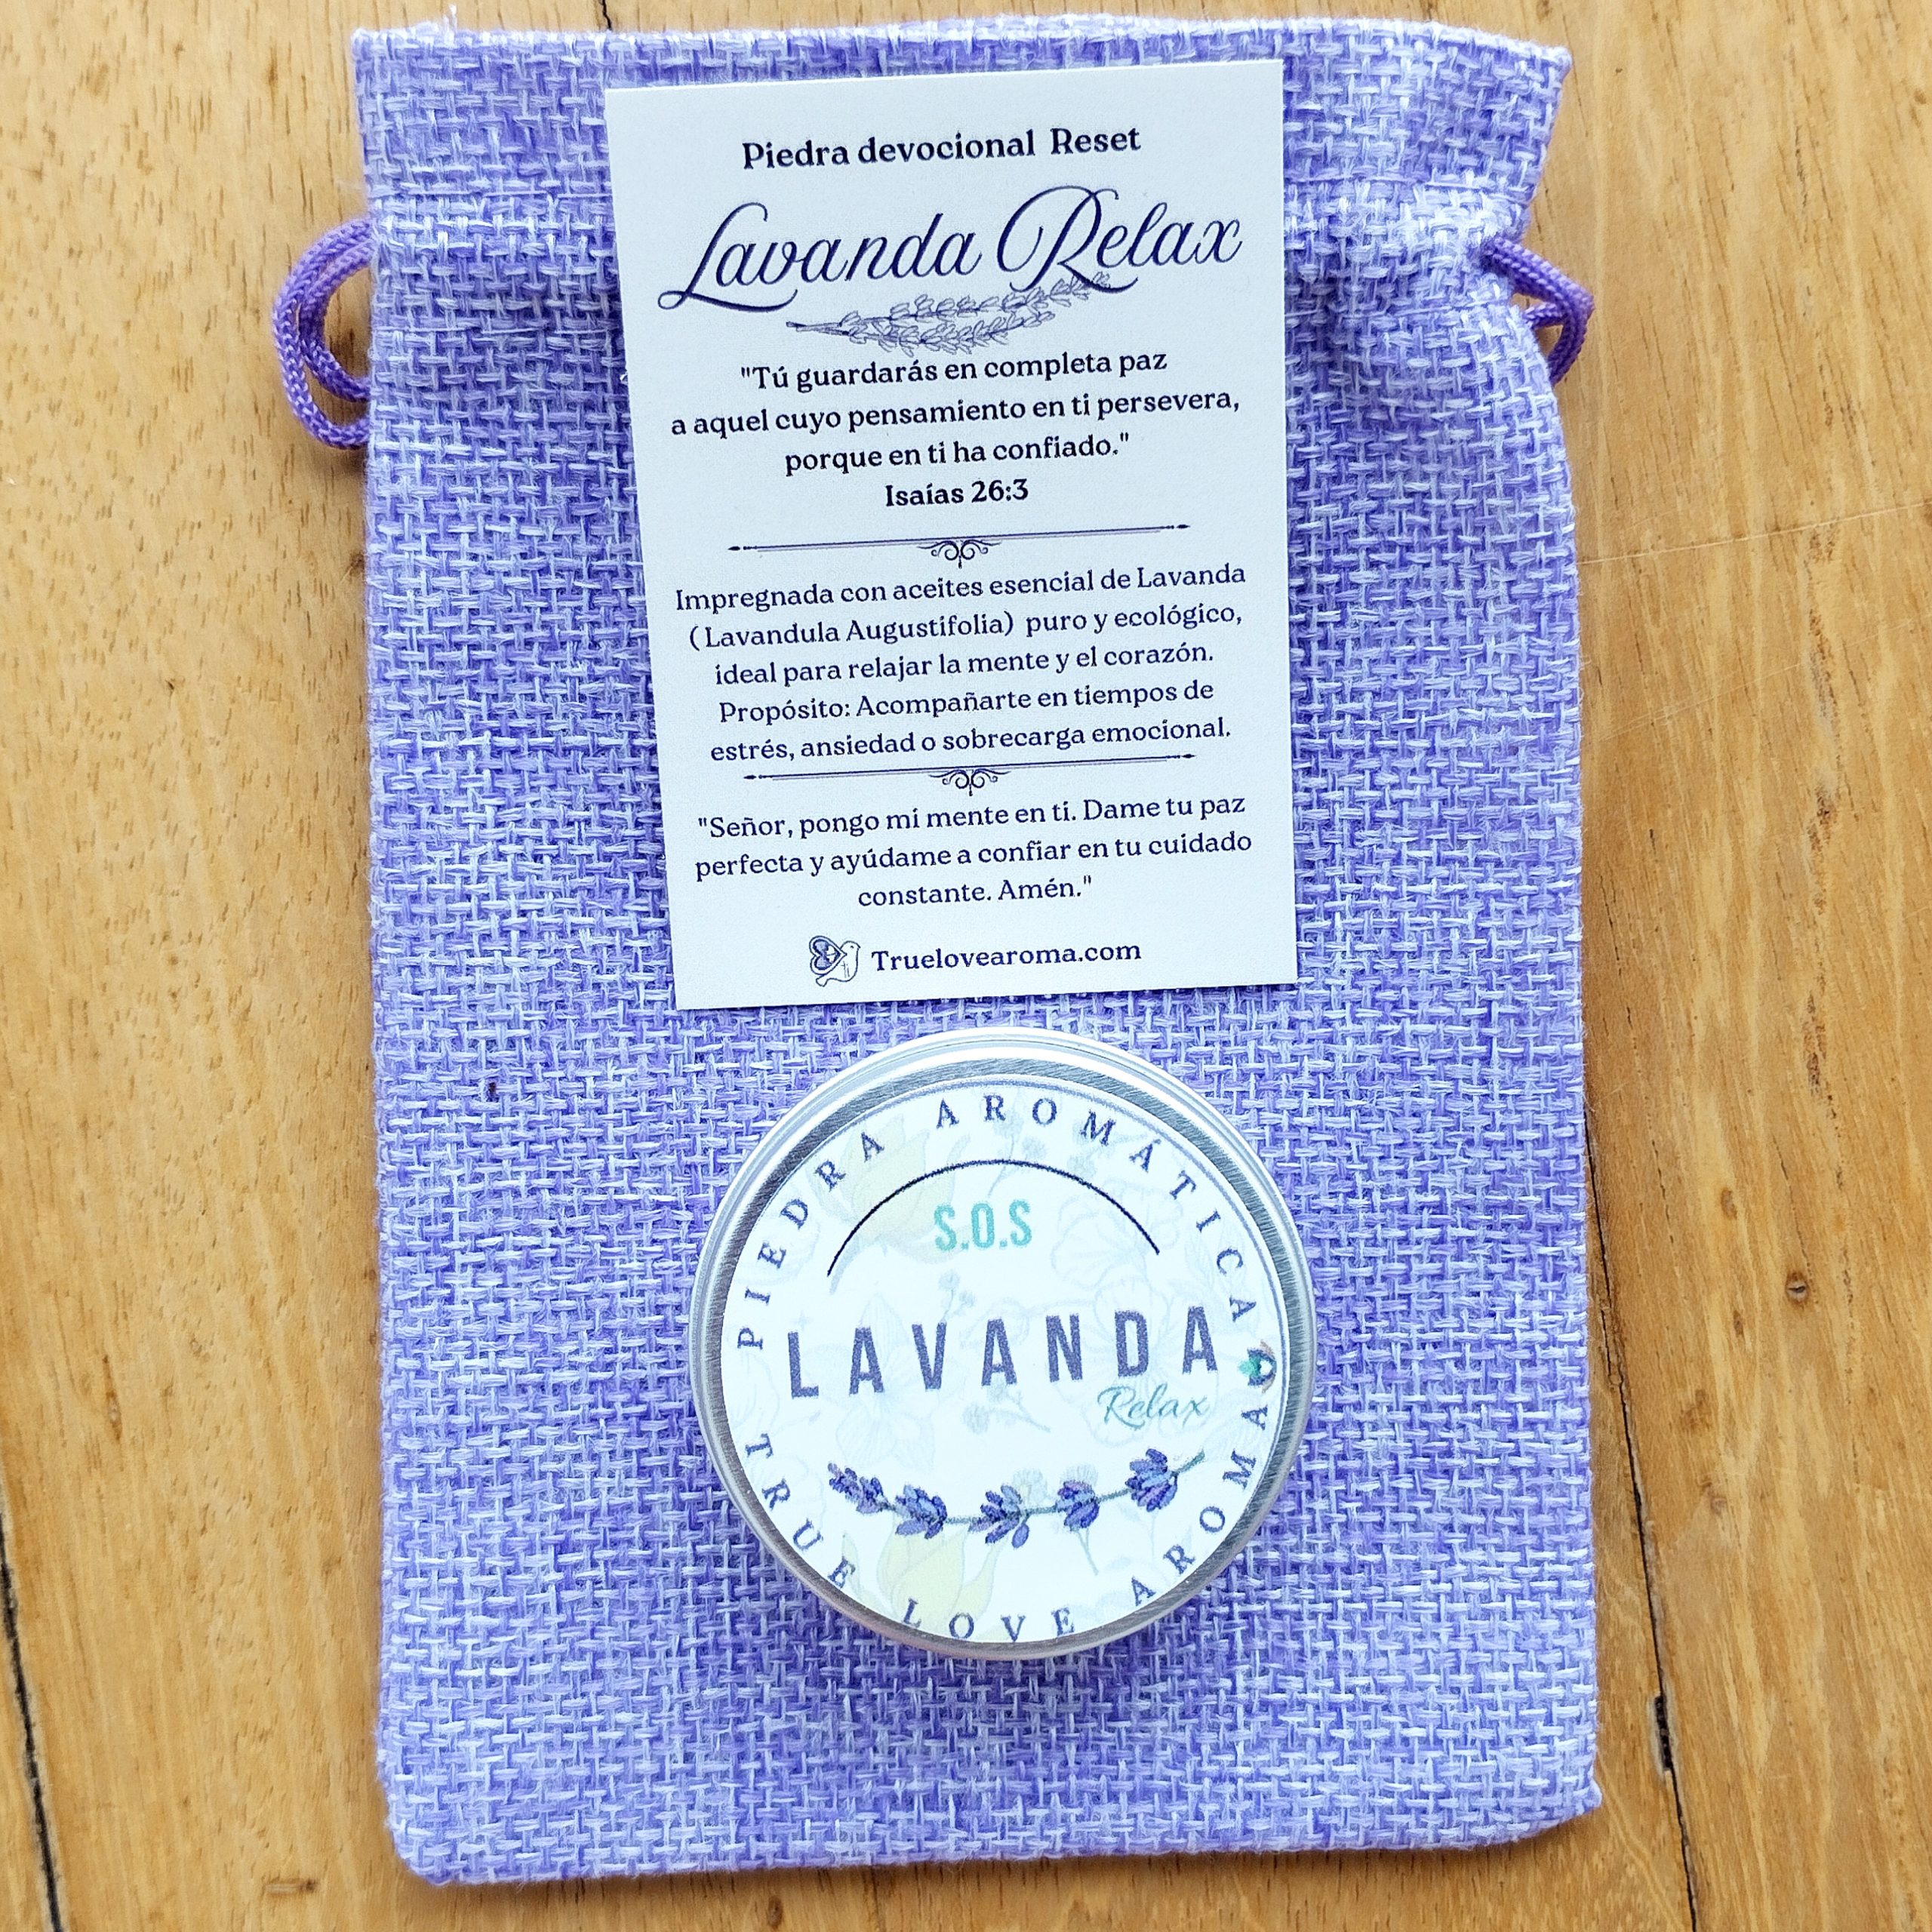 Piedra devocional Reset
Lavanda Relax
"Tú guardarás en completa paz
a aquel cuyo pensamiento en ti persevera,
porque en ti ha confiado."
Isaías 26:3
Impregnada con aceites esencial de Lavanda
( Lavandula Augustifolia) puro y ecológico,
ideal para relajar la mente y el corazón.
Propósito: Acompañarte en tiempos de
estrés, ansiedad o sobrecarga emocional.
"Señor, pongo mi mente en ti. Dame tu paz
perfecta y ayúdame a confiar en tu cuidado
constante. Amén."
Truelovearoma.com
PIEDRA AROMÁTICA
S.O.S
LAVANDA
Relax
TRUE LOVE AROMA